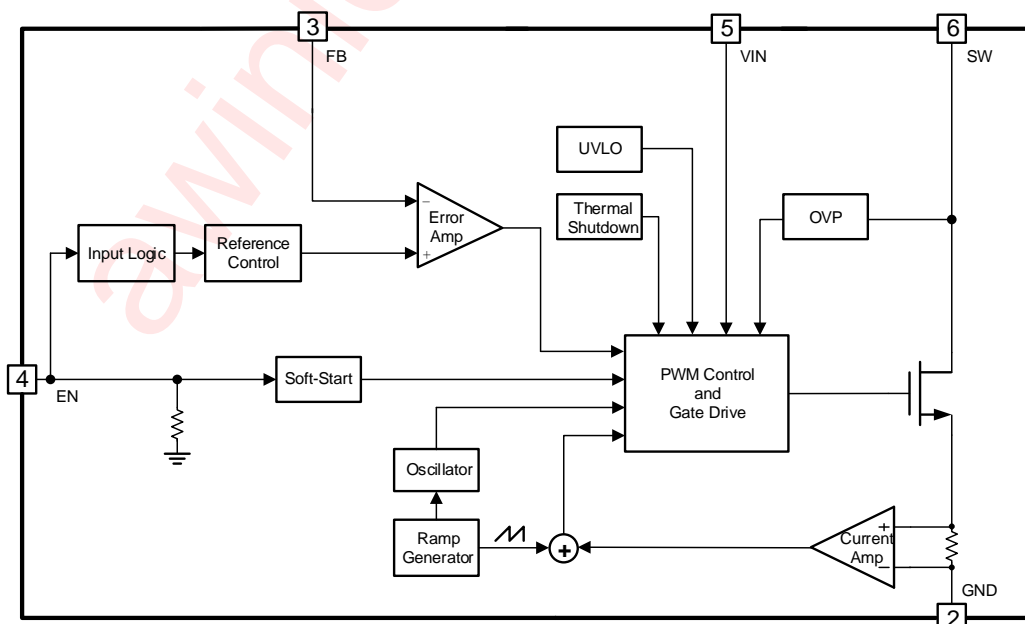 3
5
6
FB
VIN
SW
UVLO
Thermal
Shutdown
OVP
−
Error
Amp
+
Input Logic
Reference
Control
4
EN
Soft-Start
PWM Control
and
Gate Drive
Oscillator
Ramp
Generator
+
+
Current
Amp
−
GND
2